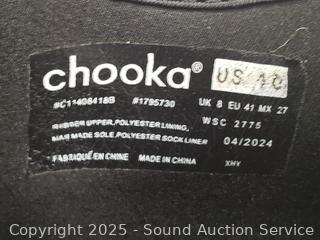 chooka® US 10
#C11408418B #1795730 UK 8 EU 41 MX 27
RUBBER UPPER,POLYESTER LINING, WSC 2775
MAN MADE SOLE,POLYESTER SOCK LINER 04/2024
FABRIQUÉ EN CHINE MADE IN CHINA XHY
Copyright 2025 - Sound Auction Service